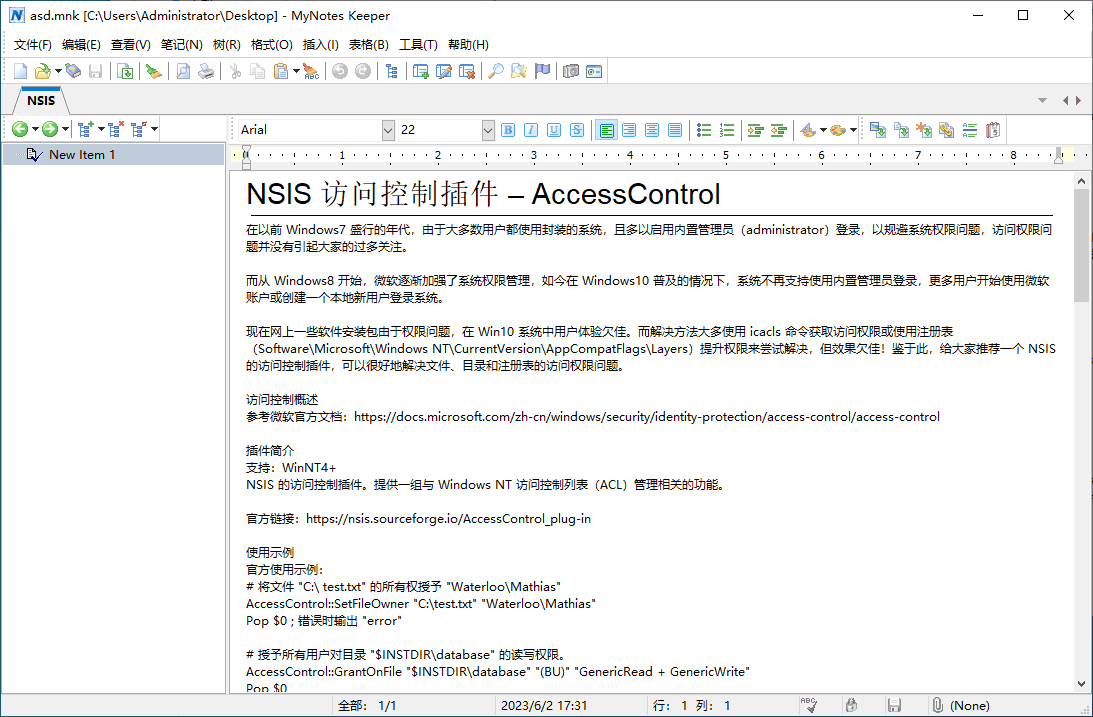 asd.mnk [C:\Users\Administrator\Desktop] - MyNotes Keeper
文件(F) 编辑(E) 查看(V) 笔记(N) 树(R) 格式(O) 插入(I) 表格(B) 工具(T) 帮助(H)
NSIS
Arial 22
New Item 1
1 2 3 4 5 6 7 8
NSIS 访问控制插件 – AccessControl
在以前 Windows7 盛行的年代，由于大多数用户都使用封装的系统，且多以启用内置管理员（administrator）登录，以规避系统权限问题，访问权限问
题并没有引起大家的过多关注。
而从 Windows8 开始，微软逐渐加强了系统权限管理，如今在 Windows10 普及的情况下，系统不再支持使用内置管理员登录，更多用户开始使用微软
账户或创建一个本地新用户登录系统。
现在网上一些软件安装包由于权限问题，在 Win10 系统中用户体验欠佳。而解决方法大多使用 icacls 命令获取访问权限或使用注册表
（Software\Microsoft\Windows NT\CurrentVersion\AppCompatFlags\Layers）提升权限来尝试解决，但效果欠佳！鉴于此，给大家推荐一个 NSIS
的访问控制插件，可以很好地解决文件、目录和注册表的访问权限问题。
访问控制概述
参考微软官方文档：https://docs.microsoft.com/zh-cn/windows/security/identity-protection/access-control/access-control
插件简介
支持：WinNT4+
NSIS 的访问控制插件。提供一组与 Windows NT 访问控制列表（ACL）管理相关的功能。
官方链接：https://nsis.sourceforge.io/AccessControl_plug-in
使用示例
官方使用示例：
# 将文件 "C:\ test.txt" 的所有权授予 "Waterloo\Mathias"
AccessControl::SetFileOwner "C:\test.txt" "Waterloo\Mathias"
Pop $0 ; 错误时输出 "error"
# 授予所有用户对目录 "$INSTDIR\database" 的读写权限。
AccessControl::GrantOnFile "$INSTDIR\database" "(BU)" "GenericRead + GenericWrite"
Pop $0
全部： 1/1 2023/6/2 17:31 行： 1 列： 1 (None)